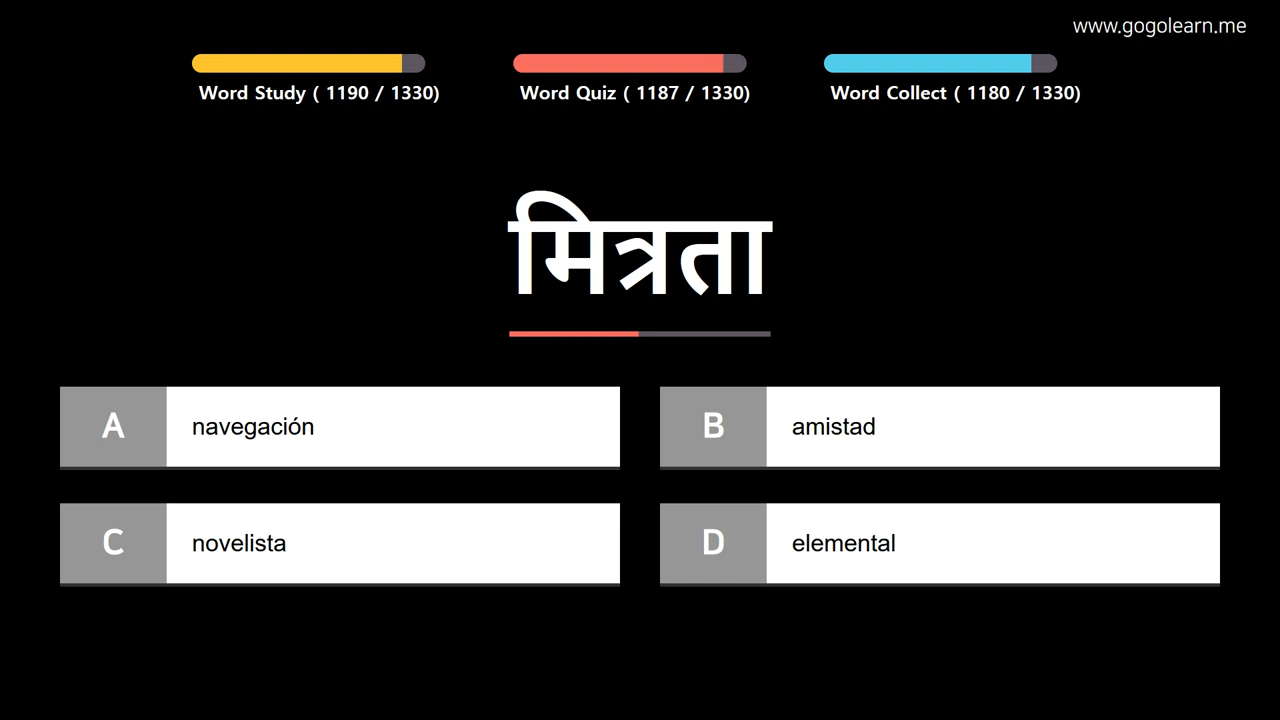 www.gogolearn.me
Word Study ( 1190 / 1330)
Word Quiz ( 1187 / 1330)
Word Collect ( 1180 / 1330)
मित्रता
A navegación
B amistad
C novelista
D elemental